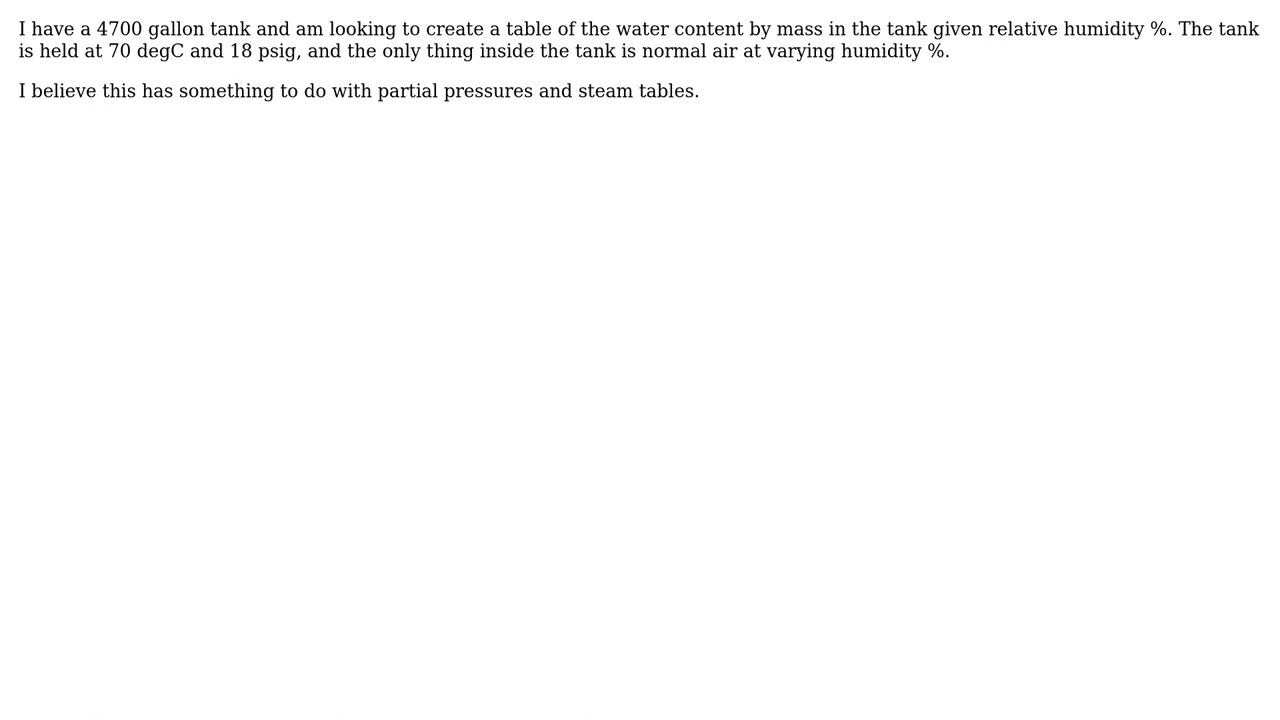 I have a 4700 gallon tank and am looking to create a table of the water content by mass in the tank given relative humidity %. The tank
is held at 70 degC and 18 psig, and the only thing inside the tank is normal air at varying humidity %.
I believe this has something to do with partial pressures and steam tables.